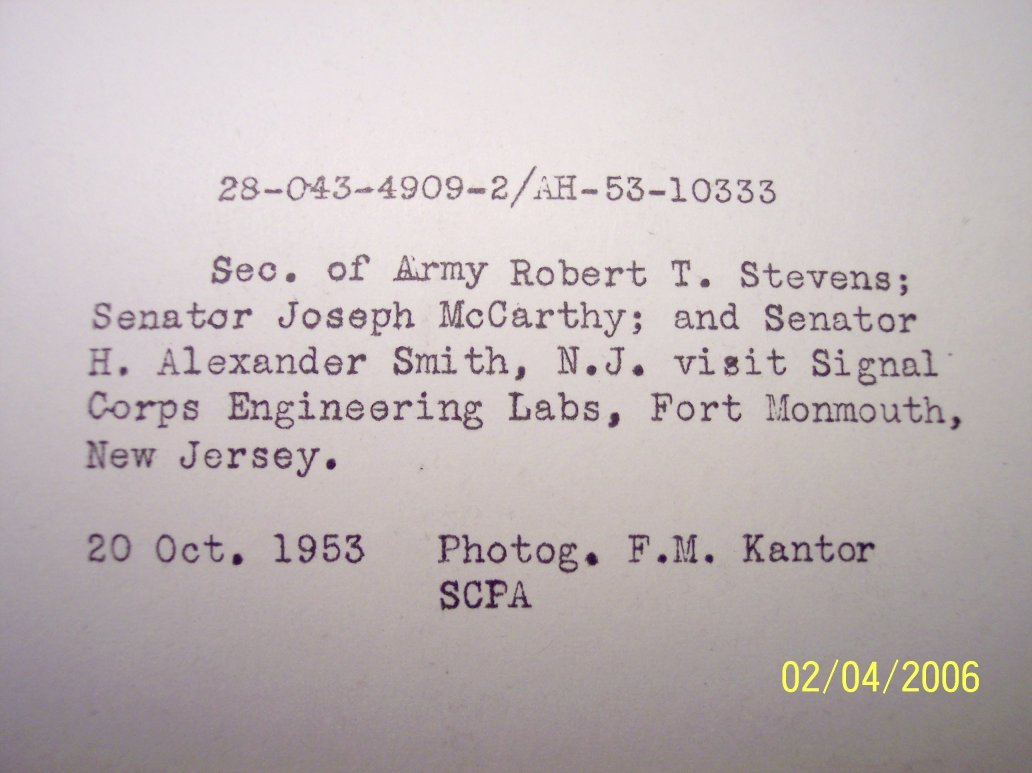 28-043-4909-2/AH-53-10333
Sec. of Army Robert T. Stevens;
Senator Joseph McCarthy; and Senator
H. Alexander Smith, N.J. visit Signal
Corps Engineering Labs, Fort Monmouth,
New Jersey.
20 Oct. 1953 Photog. F.M. Kantor
SCPA
02/04/2006